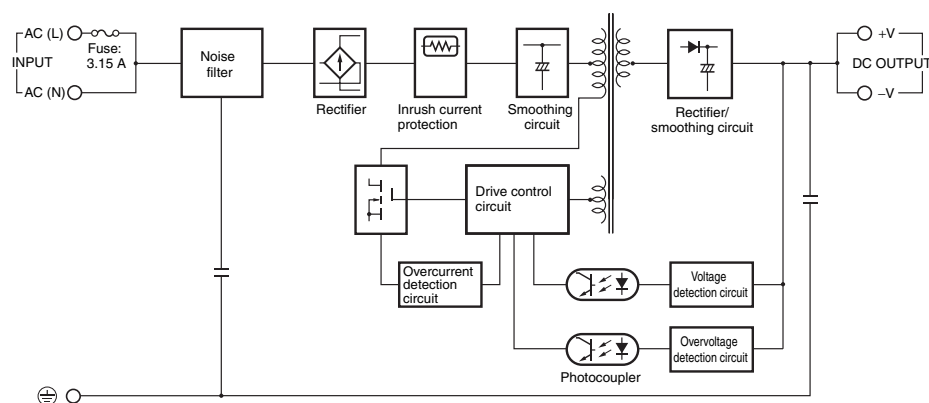 AC (L)
Fuse:
3.15 A
INPUT
AC (N)
Noise
filter
Rectifier
Inrush current
protection
Smoothing
circuit
Rectifier/
smoothing circuit
+V
DC OUTPUT
–V
Drive control
circuit
Overcurrent
detection
circuit
Voltage
detection circuit
Overvoltage
detection circuit
Photocoupler